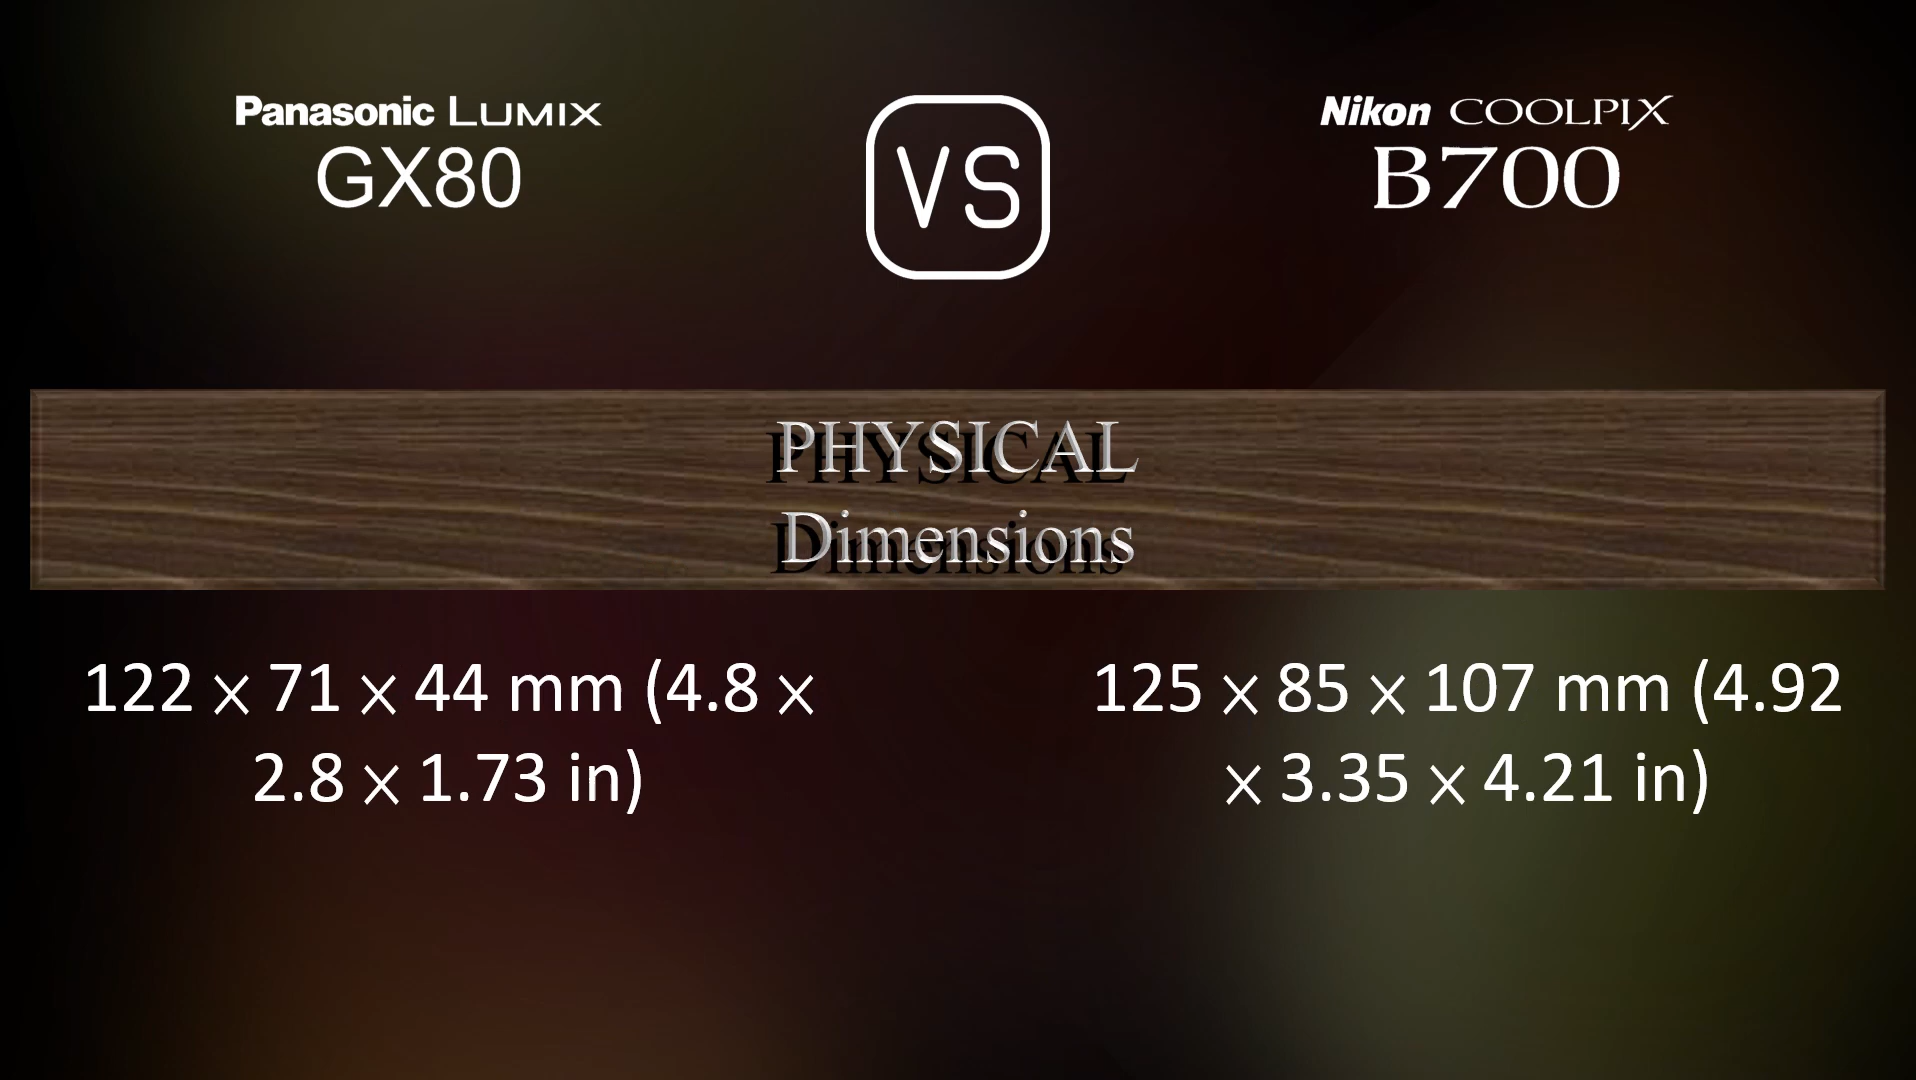 Panasonic LUMIX
GX80
VS
Nikon COOLPIX
B700
PHYSICAL
Dimensions
122 x 71 x 44 mm (4.8 x
2.8 x 1.73 in)
125 x 85 x 107 mm (4.92
x 3.35 x 4.21 in)